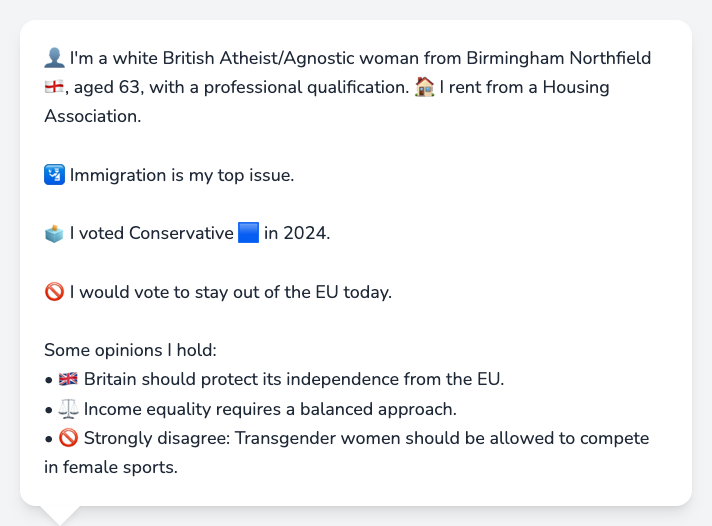 👤 I'm a white British Atheist/Agnostic woman from Birmingham Northfield
🏴󠁧󠁢󠁥󠁮󠁧󠁿, aged 63, with a professional qualification. 🏠 I rent from a Housing
Association.
🛂 Immigration is my top issue.
🗳️ I voted Conservative 🟦 in 2024.
🚫 I would vote to stay out of the EU today.
Some opinions I hold:
• 🇬🇧 Britain should protect its independence from the EU.
• ⚖️ Income equality requires a balanced approach.
• 🚫 Strongly disagree: Transgender women should be allowed to compete
in female sports.